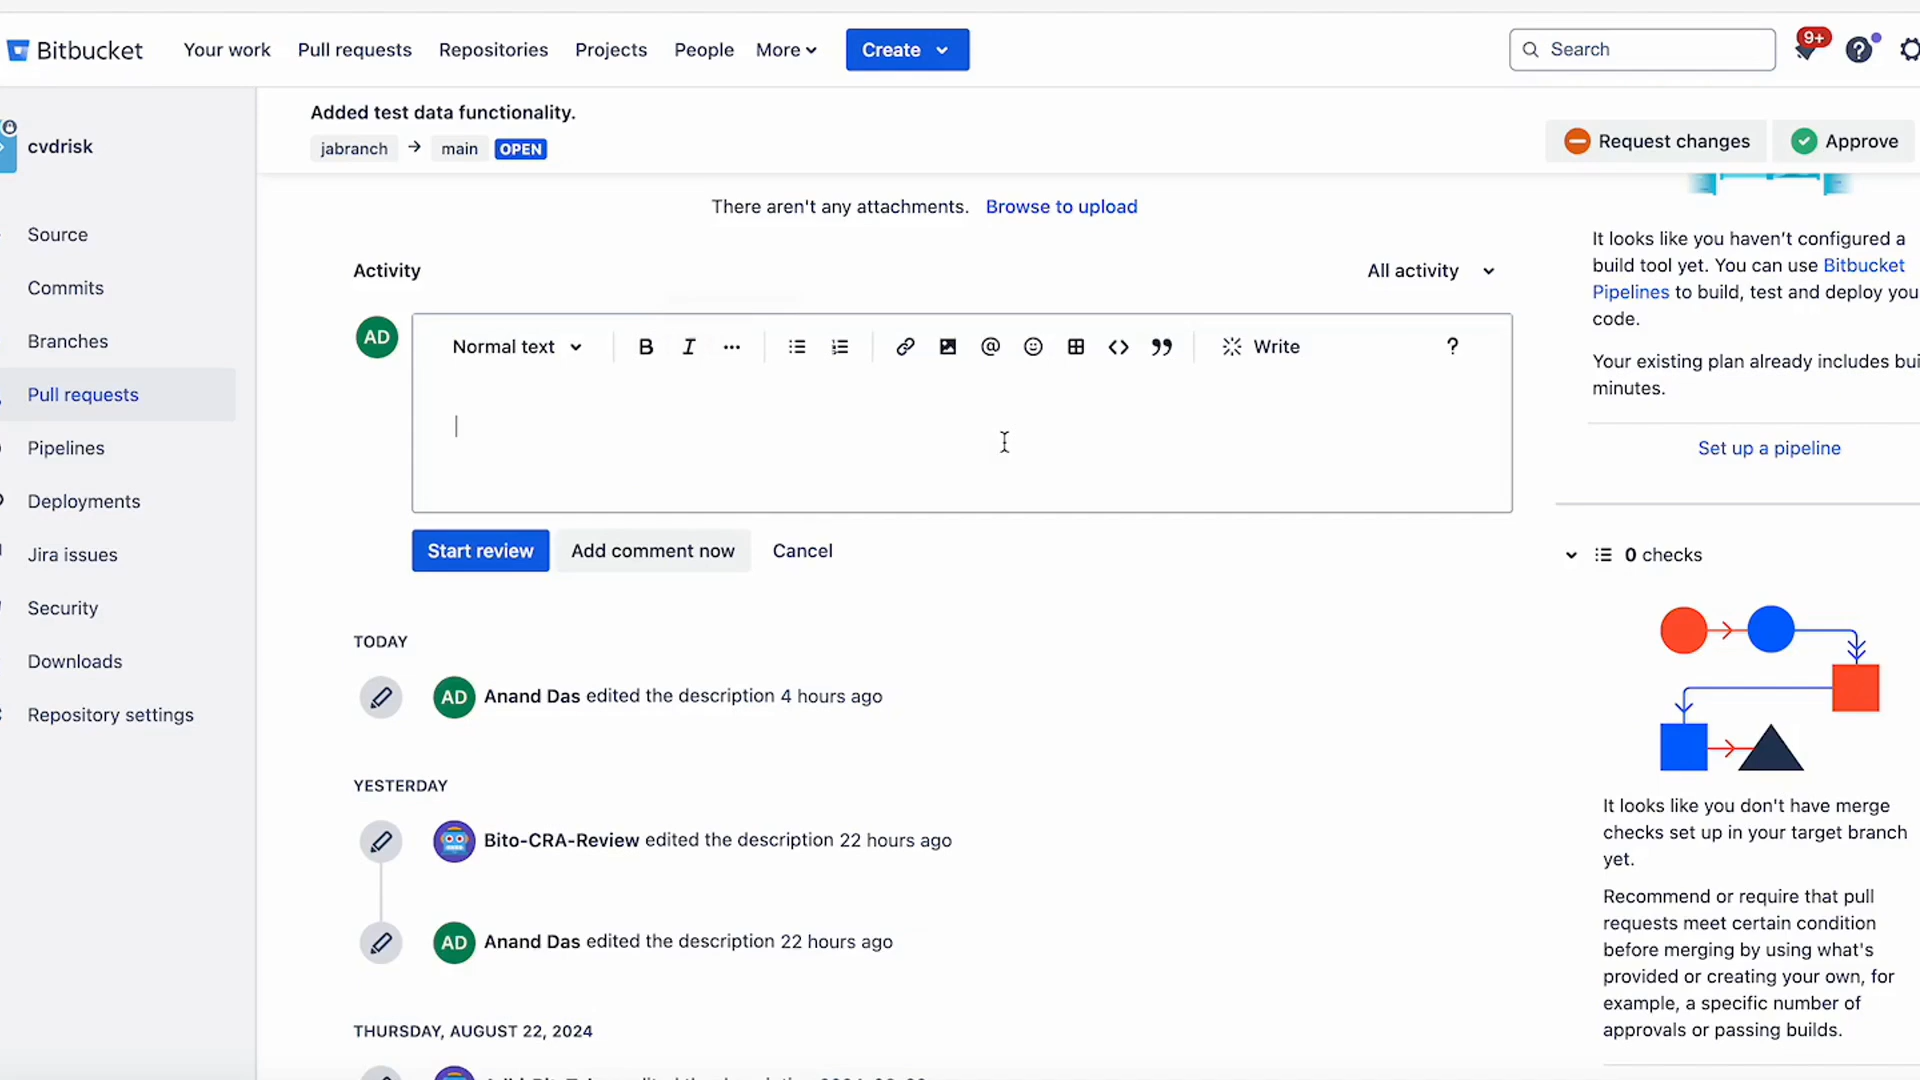 Bitbucket
Your work
Pull requests
Repositories
Projects
People
More
Create
Search
9+
?
cvdrisk
Source
Commits
Branches
Pull requests
Pipelines
Deployments
Jira issues
Security
Downloads
Repository settings
Added test data functionality.
jabranch → main OPEN
Request changes
Approve
There aren't any attachments. Browse to upload
Activity
All activity
AD
Normal text
B I ...
@
<>
Write
?
Start review
Add comment now
Cancel
TODAY
AD Anand Das edited the description 4 hours ago
YESTERDAY
Bito-CRA-Review edited the description 22 hours ago
AD Anand Das edited the description 22 hours ago
THURSDAY, AUGUST 22, 2024
It looks like you haven't configured a
build tool yet. You can use Bitbucket
Pipelines to build, test and deploy you
code.
Your existing plan already includes bui
minutes.
Set up a pipeline
0 checks
It looks like you don't have merge
checks set up in your target branch
yet.
Recommend or require that pull
requests meet certain condition
before merging by using what's
provided or creating your own, for
example, a specific number of
approvals or passing builds.